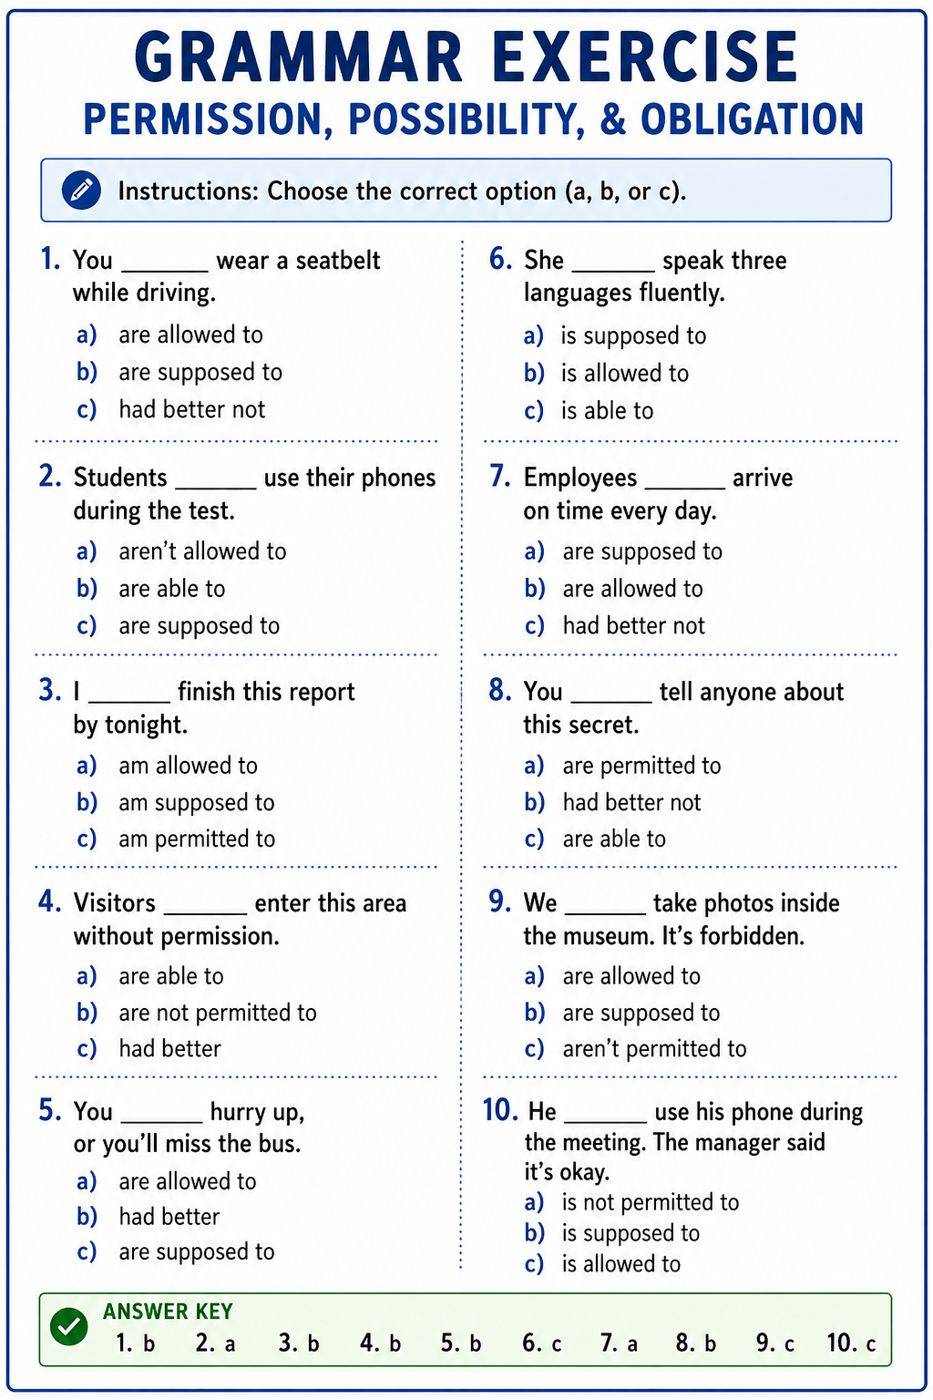 GRAMMAR EXERCISE
PERMISSION, POSSIBILITY, & OBLIGATION
Instructions: Choose the correct option (a, b, or c).
1. You _______ wear a seatbelt
while driving.
a) are allowed to
b) are supposed to
c) had better not
2. Students _______ use their phones
during the test.
a) aren't allowed to
b) are able to
c) are supposed to
3. I _______ finish this report
by tonight.
a) am allowed to
b) am supposed to
c) am permitted to
4. Visitors _______ enter this area
without permission.
a) are able to
b) are not permitted to
c) had better
5. You _______ hurry up,
or you'll miss the bus.
a) are allowed to
b) had better
c) are supposed to
6. She _______ speak three
languages fluently.
a) is supposed to
b) is allowed to
c) is able to
7. Employees _______ arrive
on time every day.
a) are supposed to
b) are allowed to
c) had better not
8. You _______ tell anyone about
this secret.
a) are permitted to
b) had better not
c) are able to
9. We _______ take photos inside
the museum. It's forbidden.
a) are allowed to
b) are supposed to
c) aren't permitted to
10. He _______ use his phone during
the meeting. The manager said
it's okay.
a) is not permitted to
b) is supposed to
c) is allowed to
ANSWER KEY
1. b 2. a 3. b 4. b 5. b 6. c 7. a 8. b 9. c 10. c